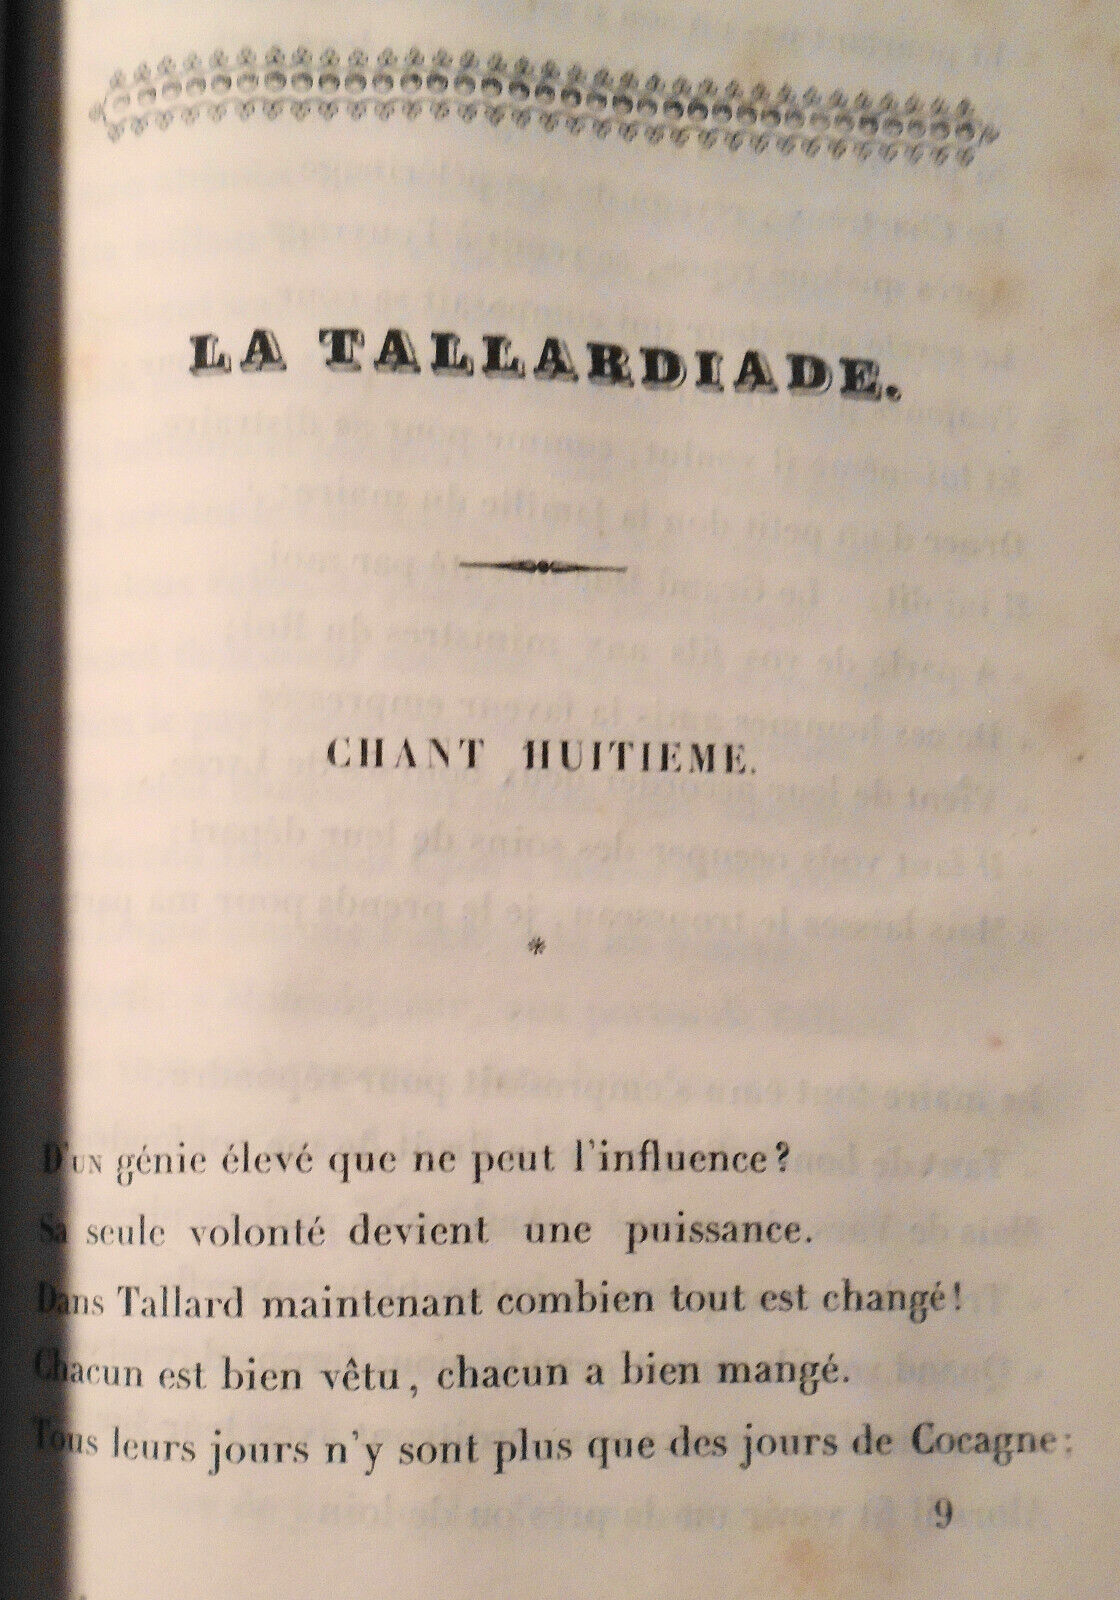 LA TALLARDIADE.
CHANT HUITIEME.
*
D'UN génie élevé que ne peut l'influence?
Sa seule volonté devient une puissance.
Dans Tallard maintenant combien tout est changé!
Chacun est bien vêtu, chacun a bien mangé.
Tous leurs jours n'y sont plus que des jours de Cocagne:
9